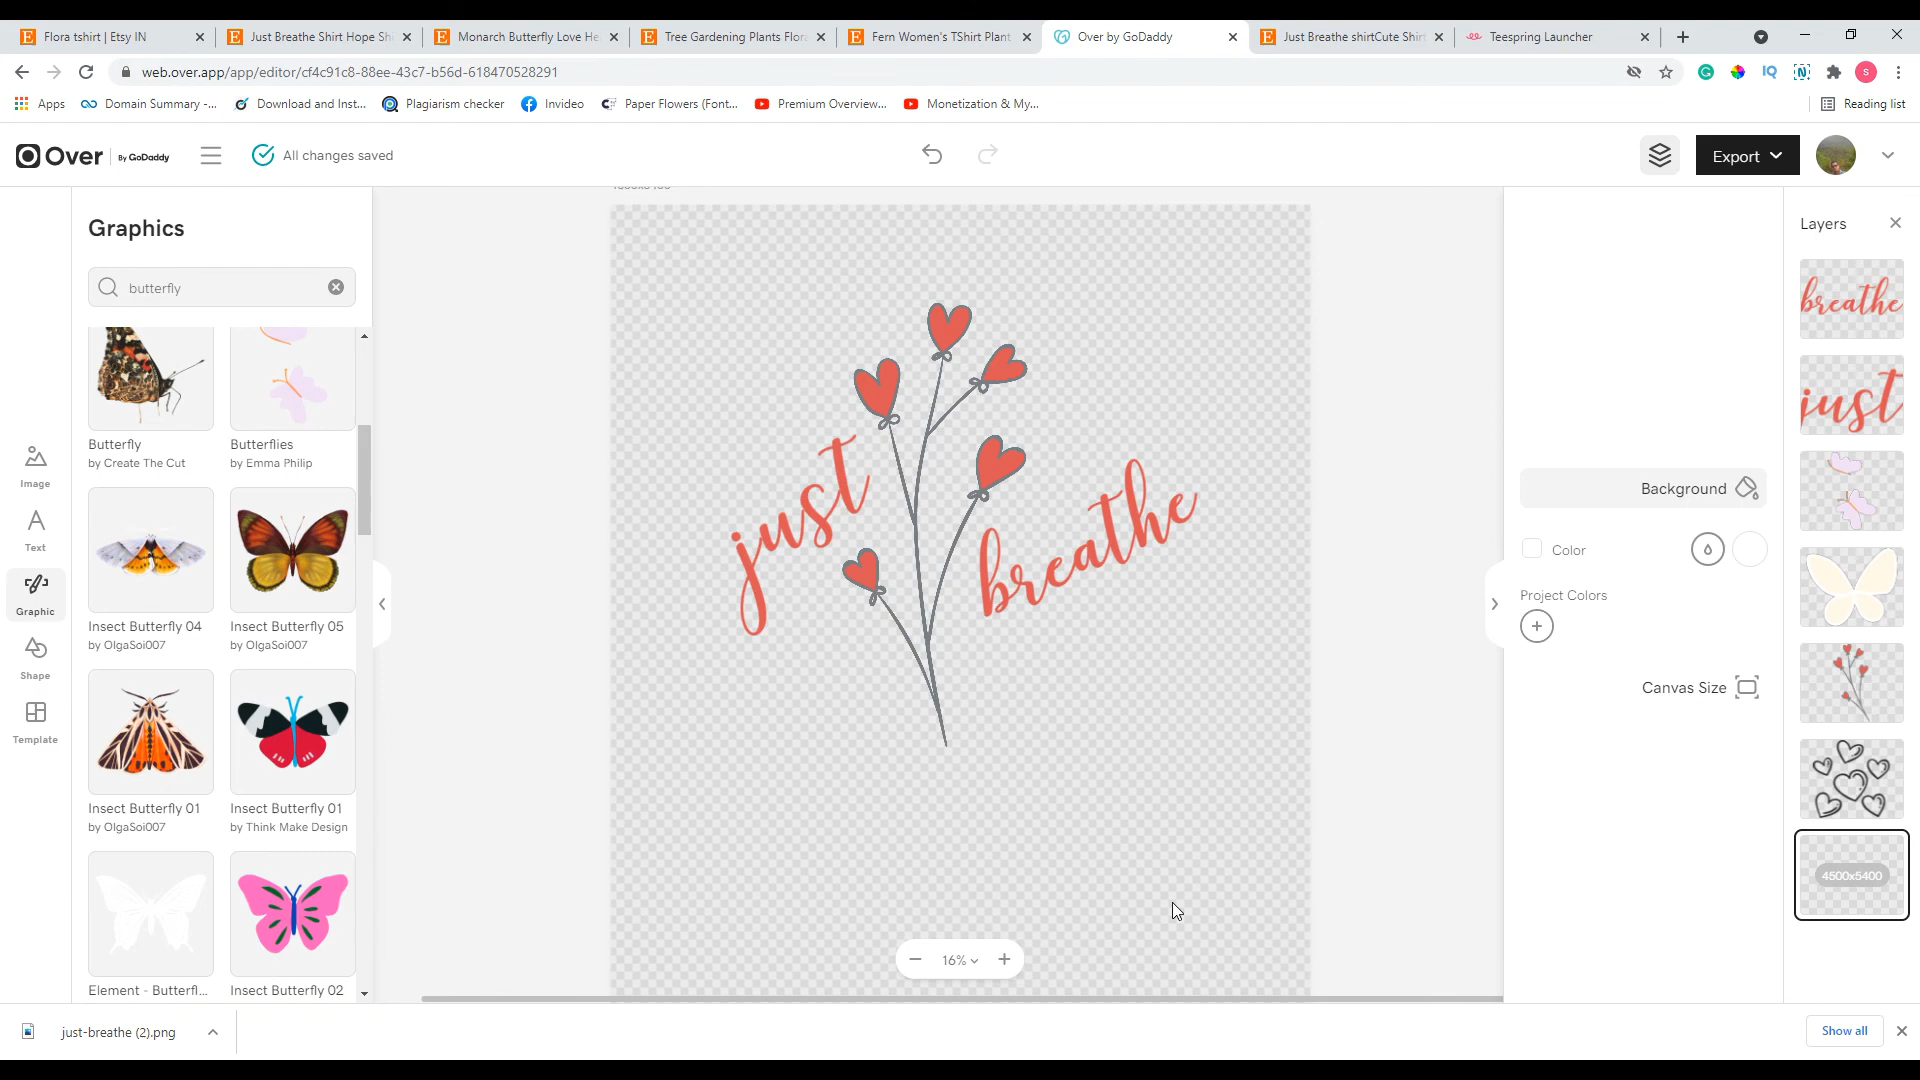 Flora tshirt | Etsy IN
Just Breathe Shirt Hope Sh
Monarch Butterfly Love He
Tree Gardening Plants Flora
Fern Women's TShirt Plant
Over by GoDaddy
Just Breathe shirtCute Shirt
Teespring Launcher
web.over.app/app/editor/cf4c91c8-88ee-43c7-b56d-618470528291
Apps
Domain Summary -...
Download and Inst...
Plagiarism checker
Invideo
Paper Flowers (Font...
Premium Overview...
Monetization & My...
Reading list
Over By GoDaddy
All changes saved
Export
Graphics
butterfly
Butterfly
by Create The Cut
Butterflies
by Emma Philip
Insect Butterfly 04
by OlgaSoi007
Insect Butterfly 05
by OlgaSoi007
Insect Butterfly 01
by OlgaSoi007
Insect Butterfly 01
by Think Make Design
Element - Butterfl...
Insect Butterfly 02
Image
Text
Graphic
Shape
Template
just
breathe
16%
Background
Color
Project Colors
Canvas Size
Layers
breathe
just
4500x5400
just-breathe (2).png
Show all